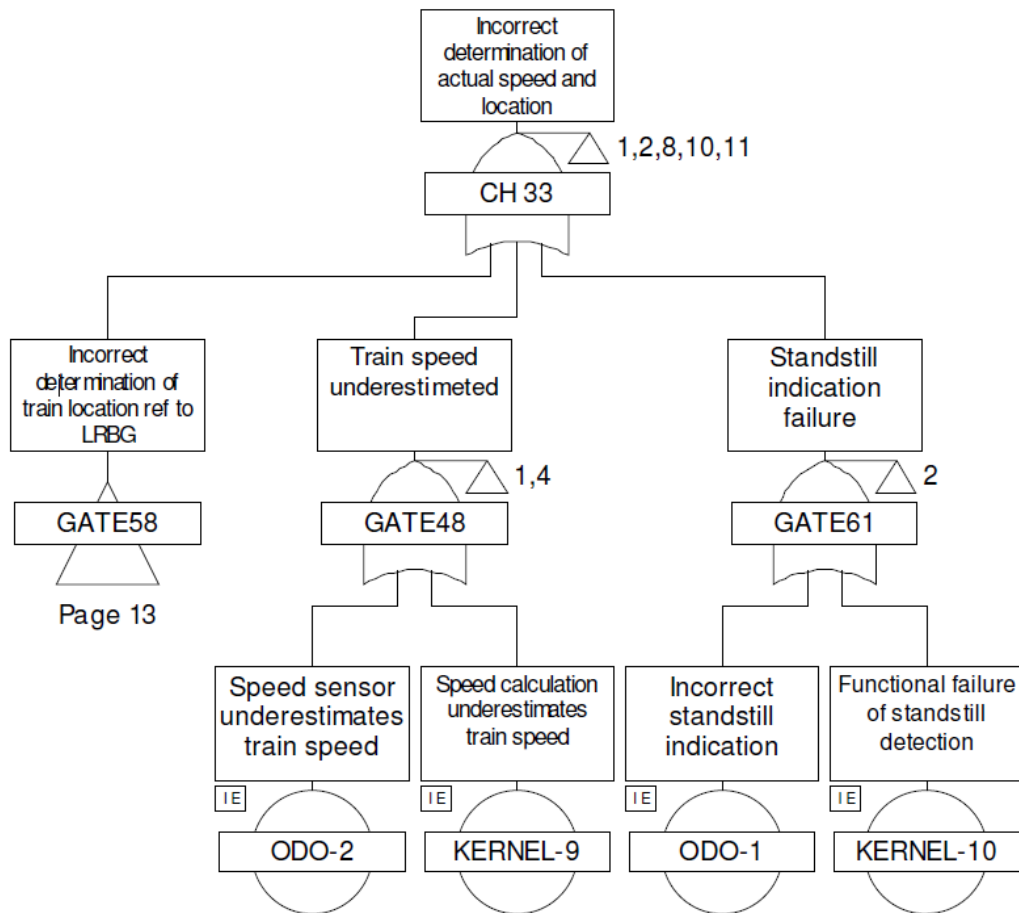 Incorrect
determination of
actual speed and
location
1,2,8,10,11
CH 33
Incorrect
determination of
train location ref to
LRBG
Train speed
underestimeted
Standstill
indication
failure
1,4
2
GATE58
GATE48
GATE61
Page 13
Speed sensor
underestimates
train speed
Speed calculation
underestimates
train speed
Incorrect
standstill
indication
Functional failure
of standstill
detection
IE
IE
IE
IE
ODO-2
KERNEL-9
ODO-1
KERNEL-10